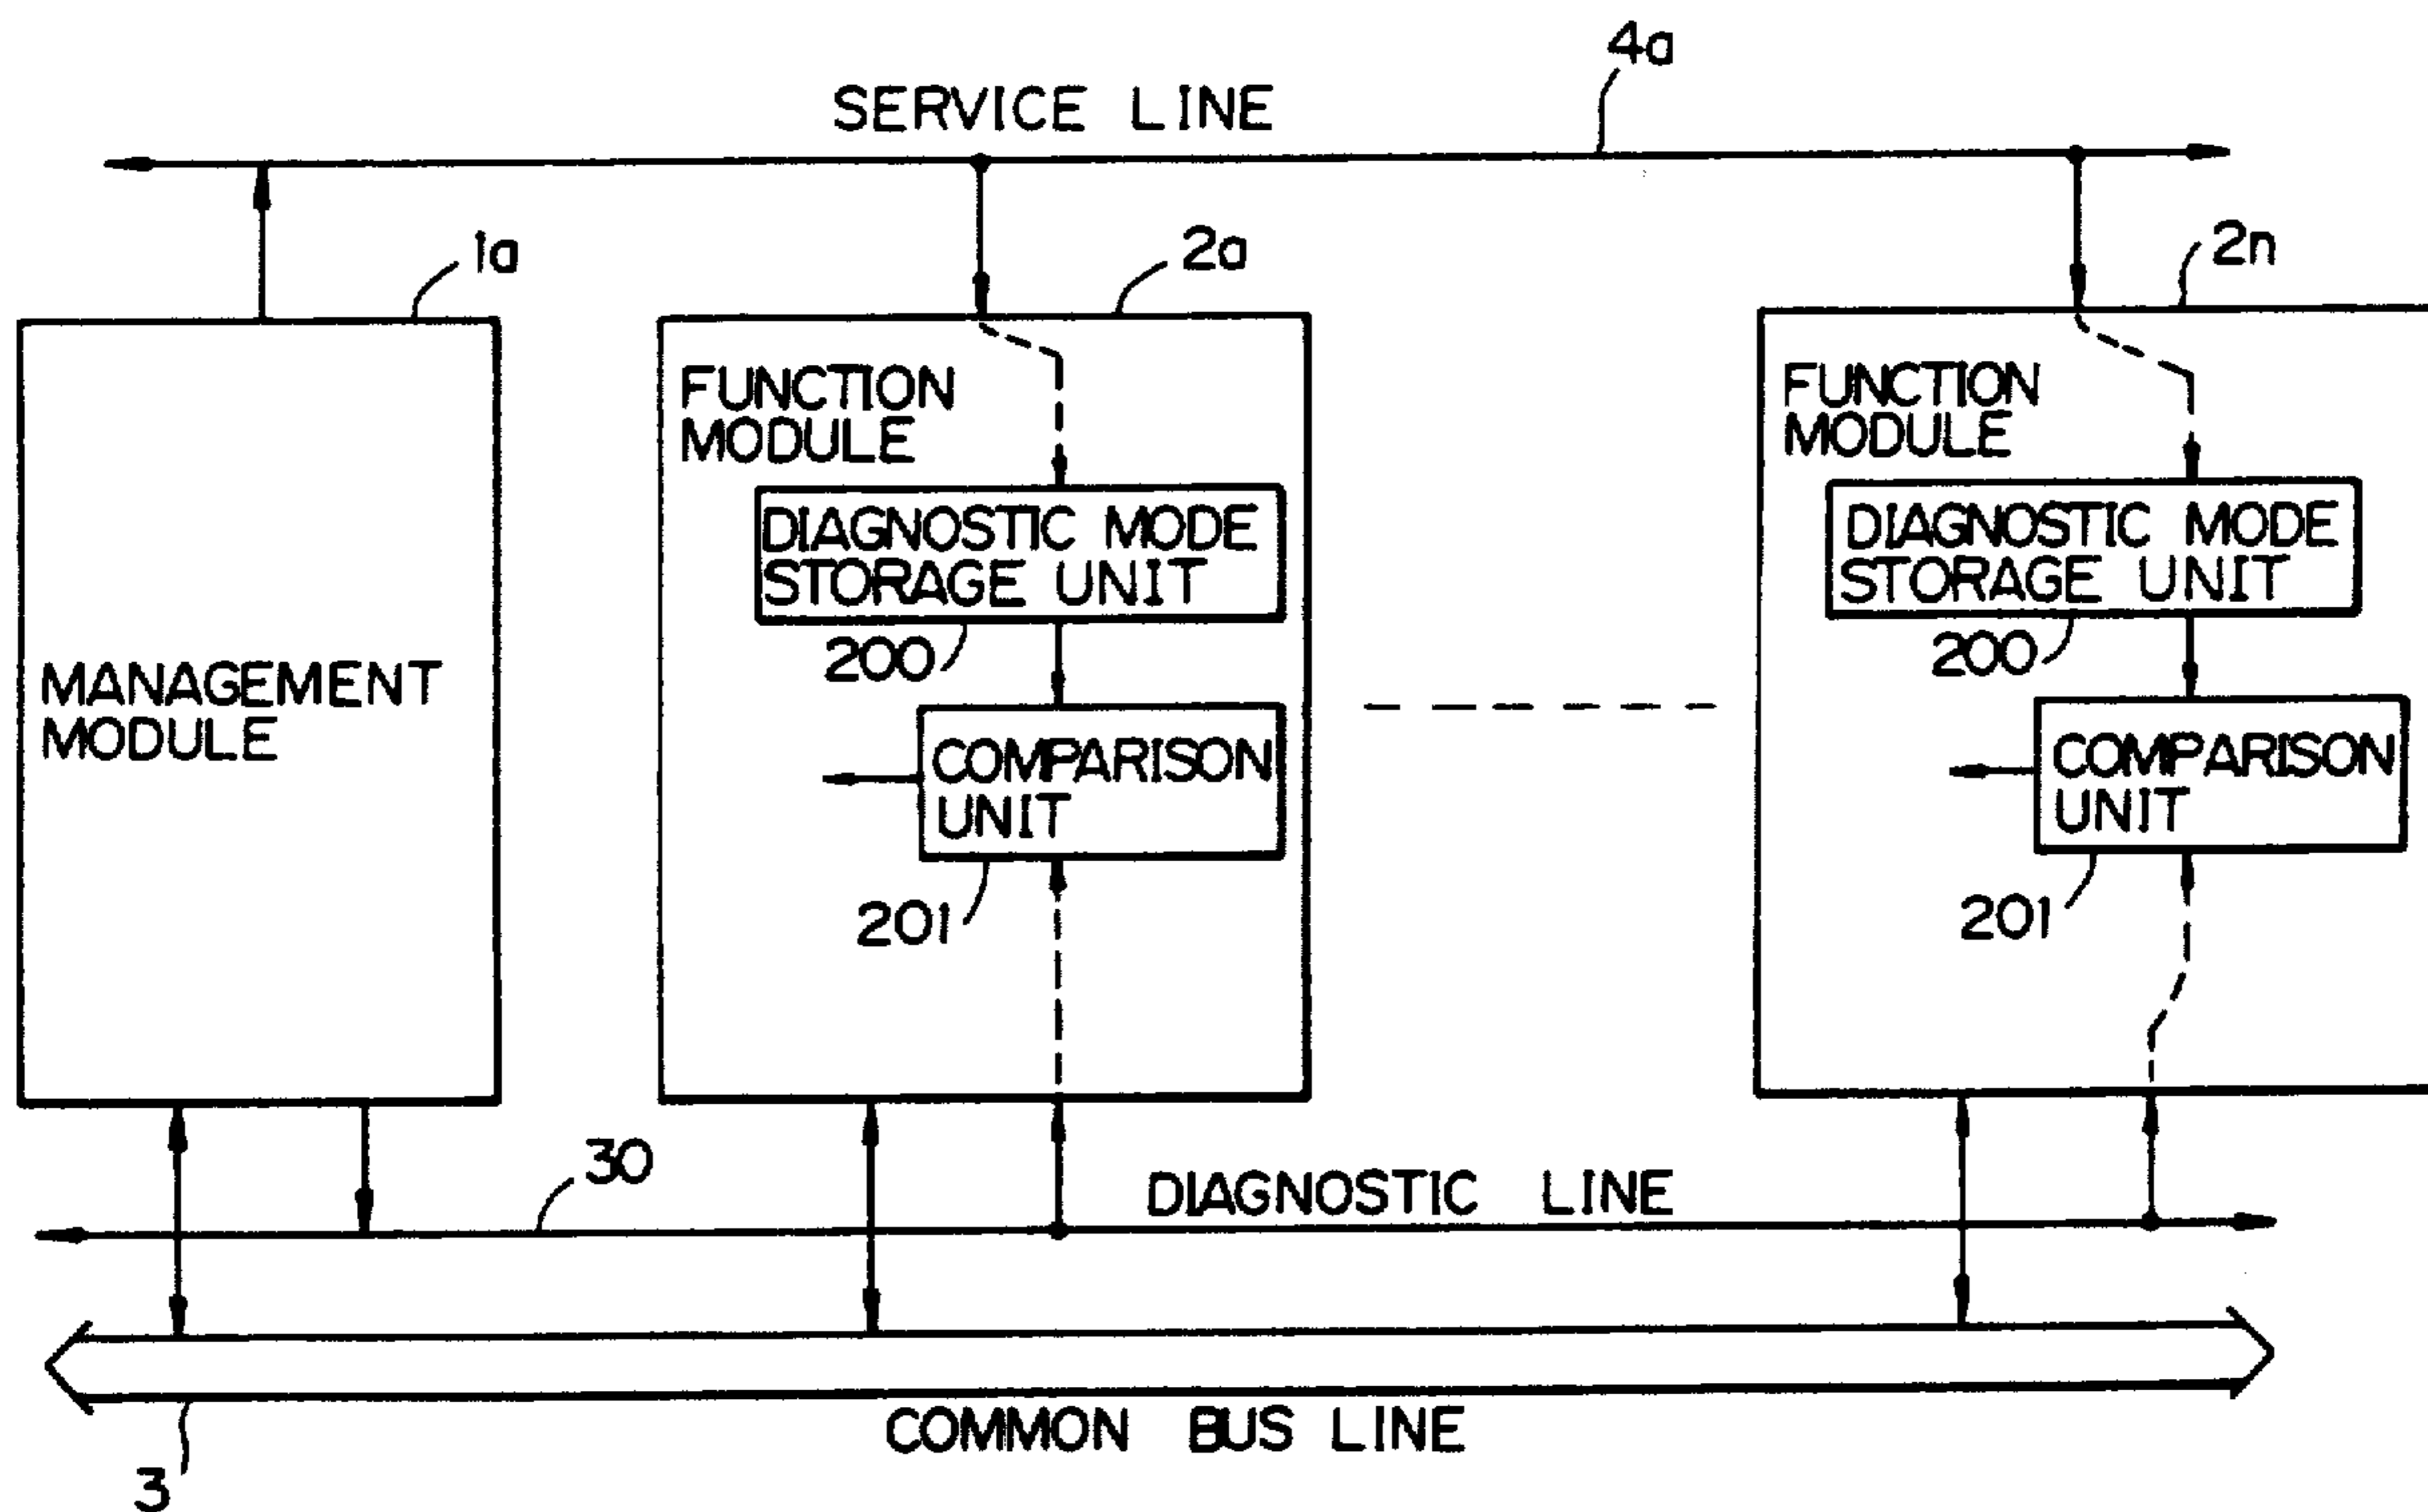 4a
SERVICE LINE
1a
2a
2n
FUNCTION
MODULE
DIAGNOSTIC MODE
STORAGE UNIT
200
COMPARISON
UNIT
201
FUNCTION
MODULE
DIAGNOSTIC MODE
STORAGE UNIT
200
COMPARISON
UNIT
201
MANAGEMENT
MODULE
30
DIAGNOSTIC LINE
COMMON BUS LINE
3